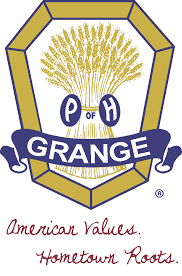 P OF H
GRANGE
®
American Values.
Hometown Roots.